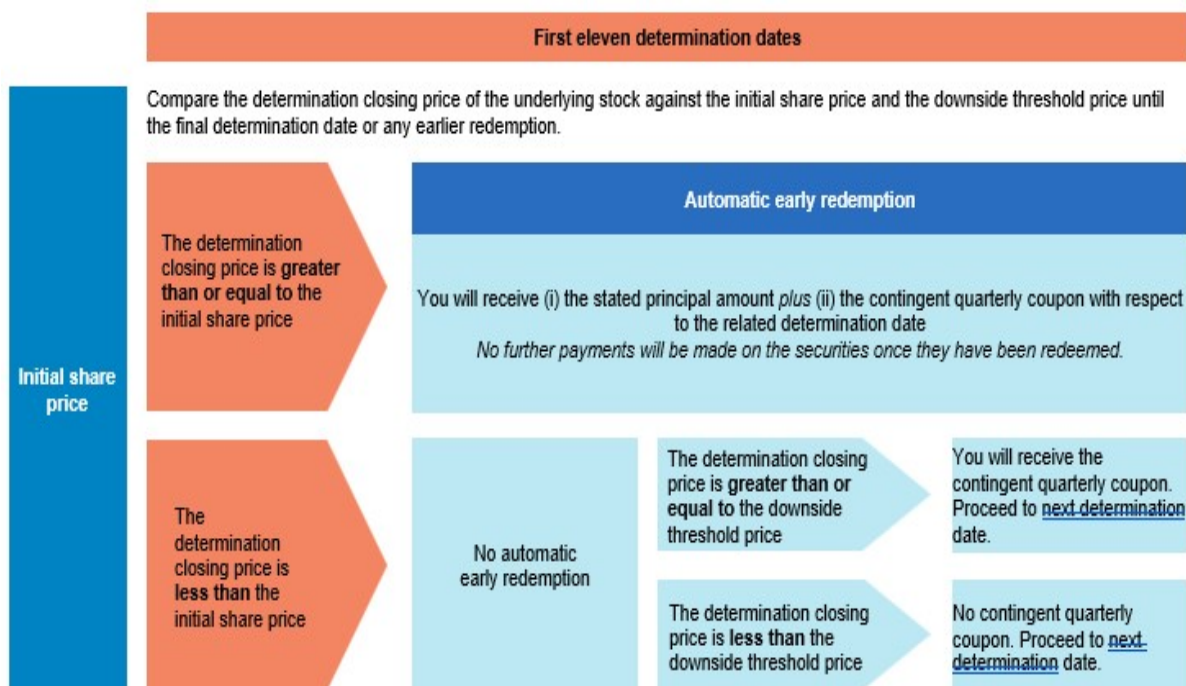 First eleven determination dates
Compare the determination closing price of the underlying stock against the initial share price and the downside threshold price until
the final determination date or any earlier redemption.
Initial share
price
The determination
closing price is greater
than or equal to the
initial share price
Automatic early redemption
You will receive (i) the stated principal amount plus (ii) the contingent quarterly coupon with respect
to the related determination date
No further payments will be made on the securities once they have been redeemed.
The
determination
closing price is
less than the
initial share price
No automatic
early redemption
The determination closing
price is greater than or
equal to the downside
threshold price
You will receive the
contingent quarterly coupon.
Proceed to next determination
date.
The determination closing
price is less than the
downside threshold price
No contingent quarterly
coupon. Proceed to next
determination date.